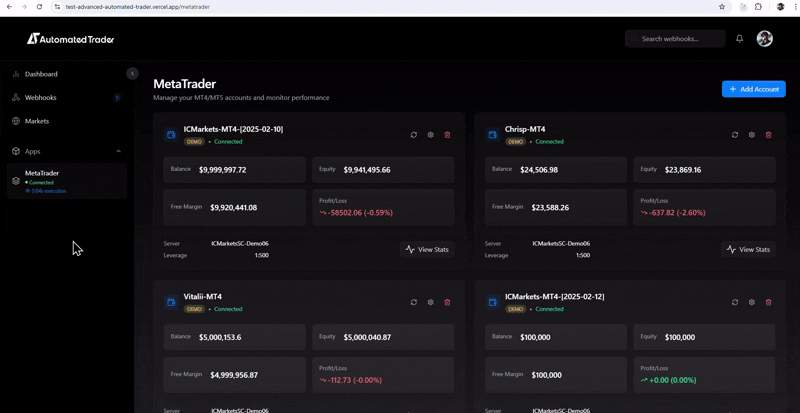 test-advanced-automated-trader.vercel.app/metatrader
Automated Trader
Search webhooks...
Dashboard
Webhooks
Markets
Apps
MetaTrader
Connected
0.04s execution
MetaTrader
Manage your MT4/MT5 accounts and monitor performance
Add Account
ICMarkets-MT4-[2025-02-10]
DEMO • Connected
Balance $9,999,997.72
Equity $9,941,495.66
Free Margin $9,920,441.08
Profit/Loss
-58502.06 (-0.59%)
Server ICMarketsSC-Demo06
Leverage 1:500
View Stats
Chrisp-MT4
DEMO • Connected
Balance $24,506.98
Equity $23,869.16
Free Margin $23,588.26
Profit/Loss
-637.82 (-2.60%)
Server ICMarketsSC-Demo06
Leverage 1:500
View Stats
Vitalii-MT4
DEMO • Connected
Balance $5,000,153.6
Equity $5,000,040.87
Free Margin $4,999,956.87
Profit/Loss
-112.73 (-0.00%)
Server ICMarketsSC-Demo06
ICMarkets-MT4-[2025-02-12]
DEMO • Connected
Balance $100,000
Equity $100,000
Free Margin $100,000
Profit/Loss
+0.00 (0.00%)
Server ICMarketsSC-Demo06